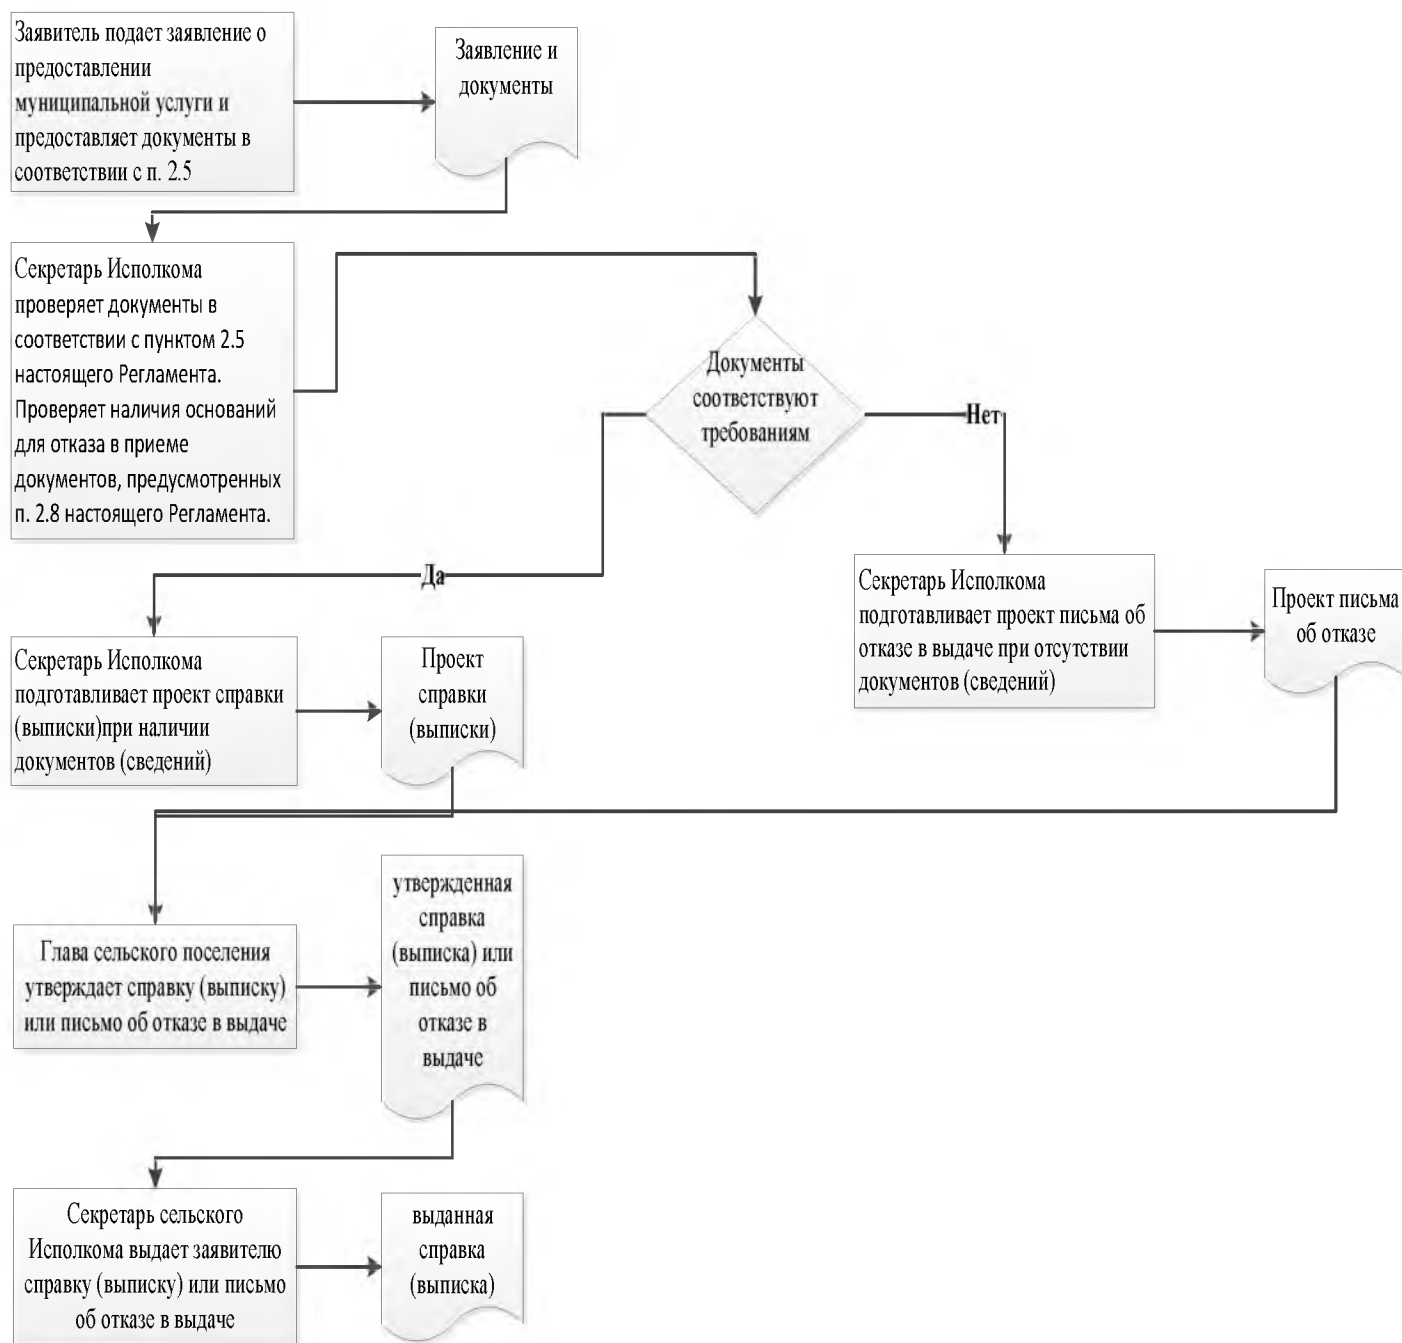 Заявитель подает заявление о
предоставлении
муниципальной услуги и
предоставляет документы в
соответствии с п. 2.5
Заявление и
документы
Секретарь Исполкома
проверяет документы в
соответствии с пунктом 2.5
настоящего Регламента.
Проверяет наличия оснований
для отказа в приеме
документов, предусмотренных
п. 2.8 настоящего Регламента.
Документы
соответствуют
требованиям
Нет
Да
Секретарь Исполкома
подготавливает проект письма об
отказе в выдаче при отсутствии
документов (сведений)
Проект письма
об отказе
Секретарь Исполкома
подготавливает проект справки
(выписки)при наличии
документов (сведений)
Проект
справки
(выписки)
Глава сельского поселения
утверждает справку (выписку)
или письмо об отказе в выдаче
утвержденная
справка
(выписка) или
письмо об
отказе в
выдаче
Секретарь сельского
Исполкома выдает заявителю
справку (выписку) или письмо
об отказе в выдаче
выданная
справка
(выписка)